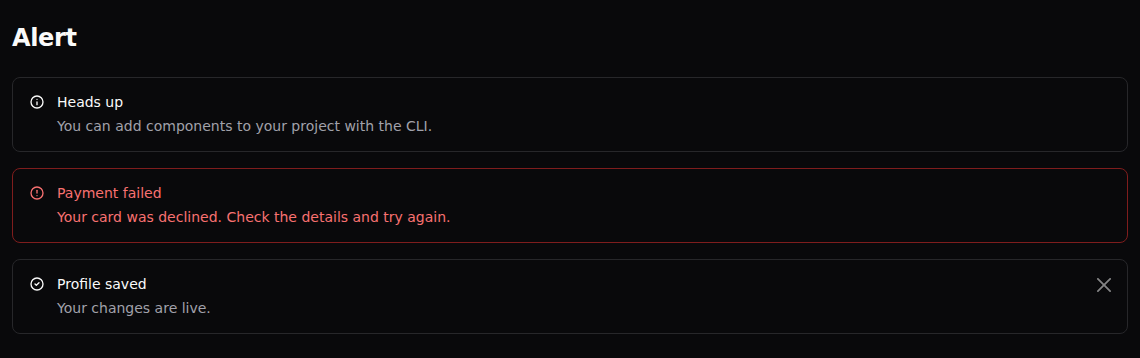 Alert
Heads up
You can add components to your project with the CLI.
Payment failed
Your card was declined. Check the details and try again.
Profile saved
Your changes are live.